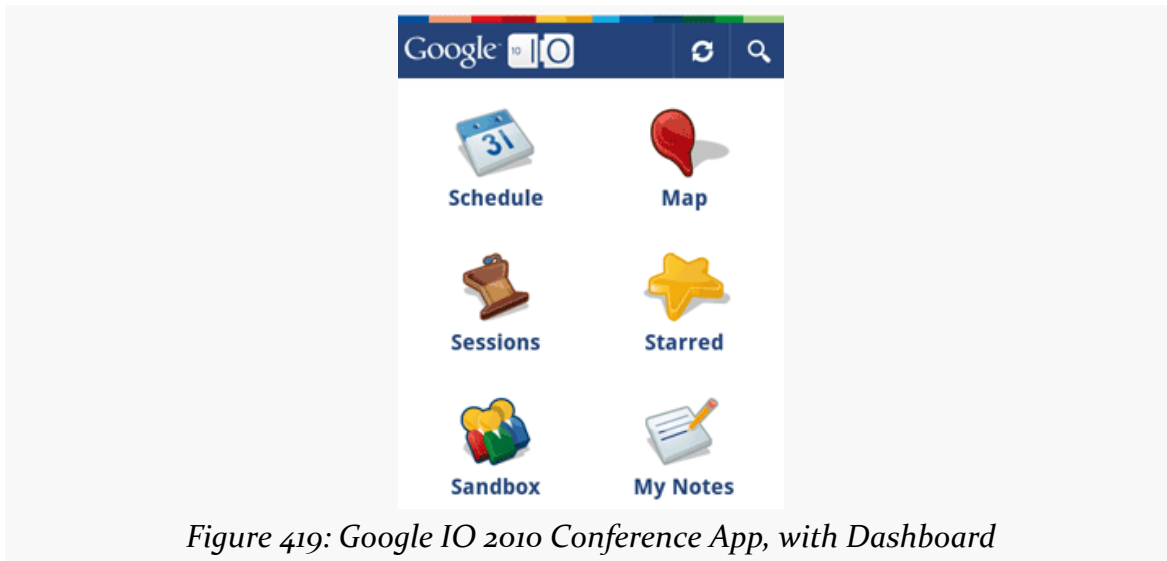 Google 10 IO
31
Schedule Map
Sessions Starred
Sandbox My Notes
Figure 419: Google IO 2010 Conference App, with Dashboard